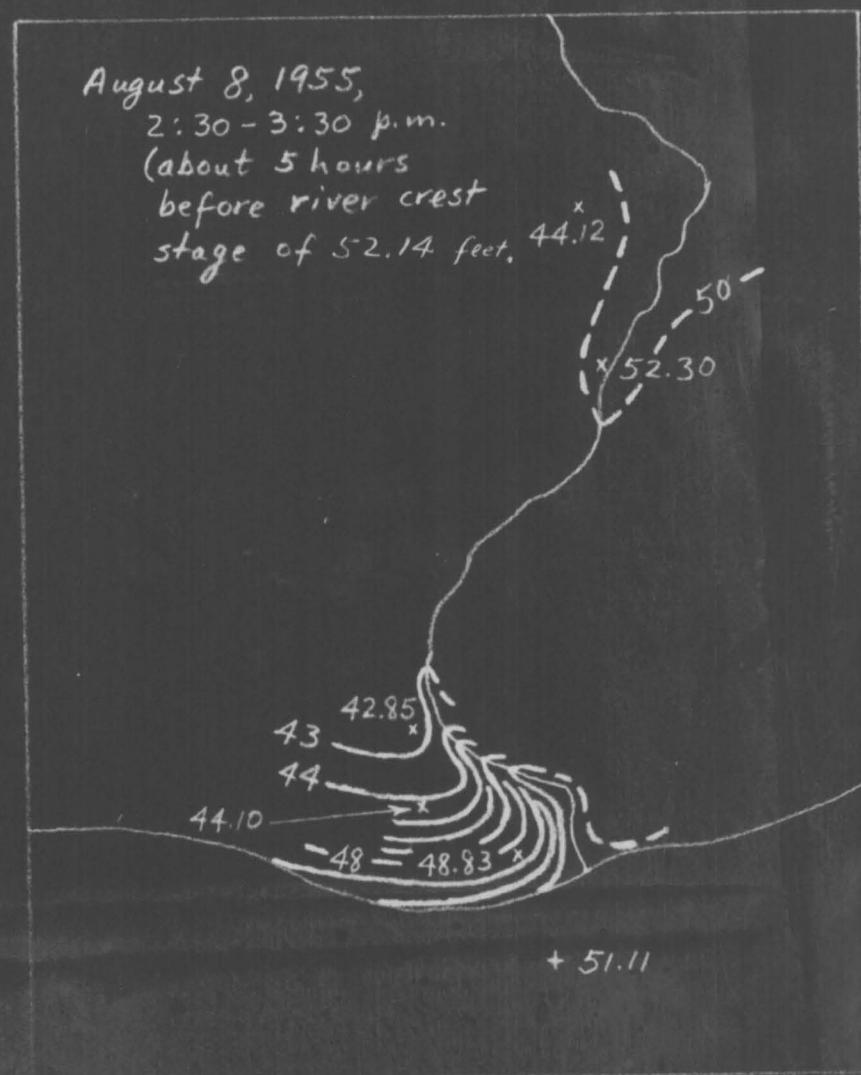 August 8, 1955,
2:30-3:30 p.m.
(about 5 hours
before river crest
stage of 52.14 feet.
x
44.12
50
x 52.30
42.85
x
43
44
x
44.10
48
48.83 x
+ 51.11